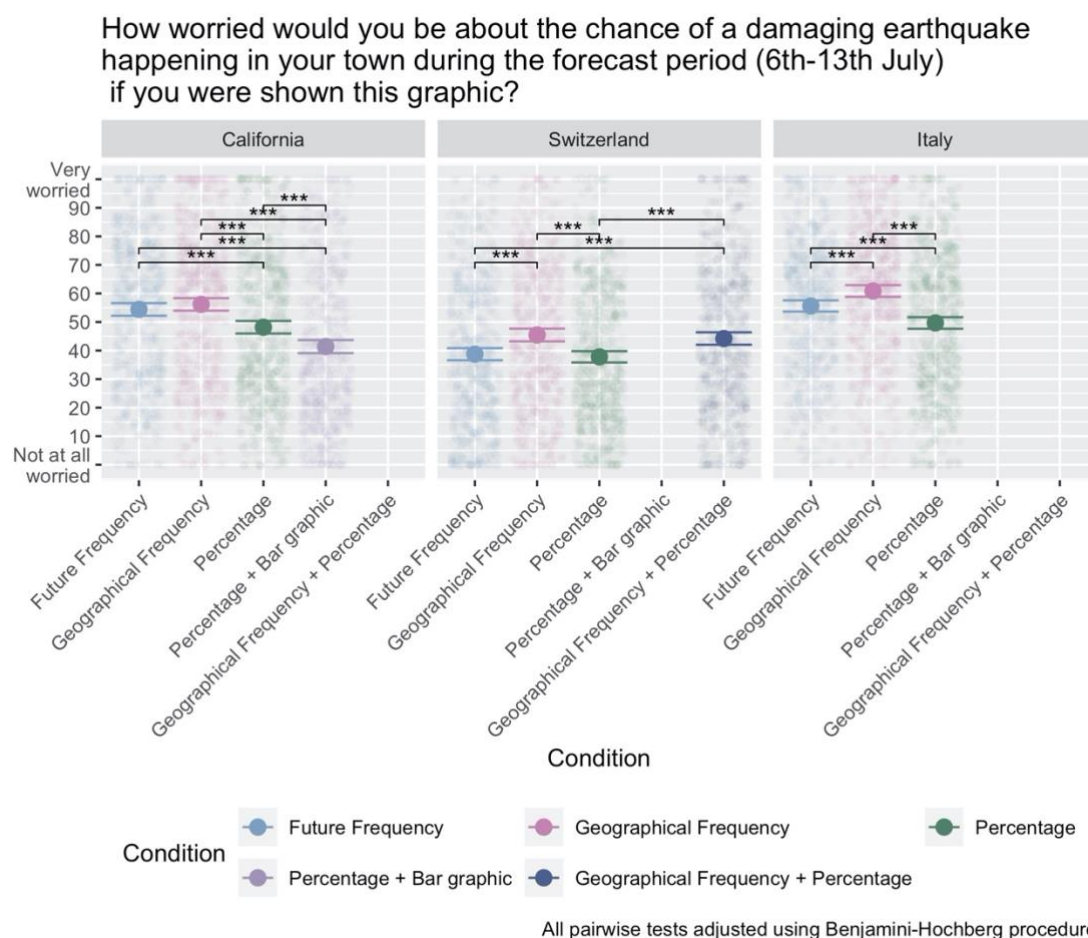 How worried would you be about the chance of a damaging earthquake
happening in your town during the forecast period (6th-13th July)
if you were shown this graphic?
California
Switzerland
Italy
Very
worried
90
80
70
60
50
40
30
20
10
Not at all
worried
***
***
***
***
***
***
***
***
***
***
***
***
Future Frequency
Geographical Frequency
Percentage
Percentage + Bar graphic
Geographical Frequency + Percentage
Future Frequency
Geographical Frequency
Percentage
Percentage + Bar graphic
Geographical Frequency + Percentage
Future Frequency
Geographical Frequency
Percentage
Percentage + Bar graphic
Geographical Frequency + Percentage
Condition
Condition
Future Frequency
Geographical Frequency
Percentage
Percentage + Bar graphic
Geographical Frequency + Percentage
All pairwise tests adjusted using Benjamini-Hochberg procedure